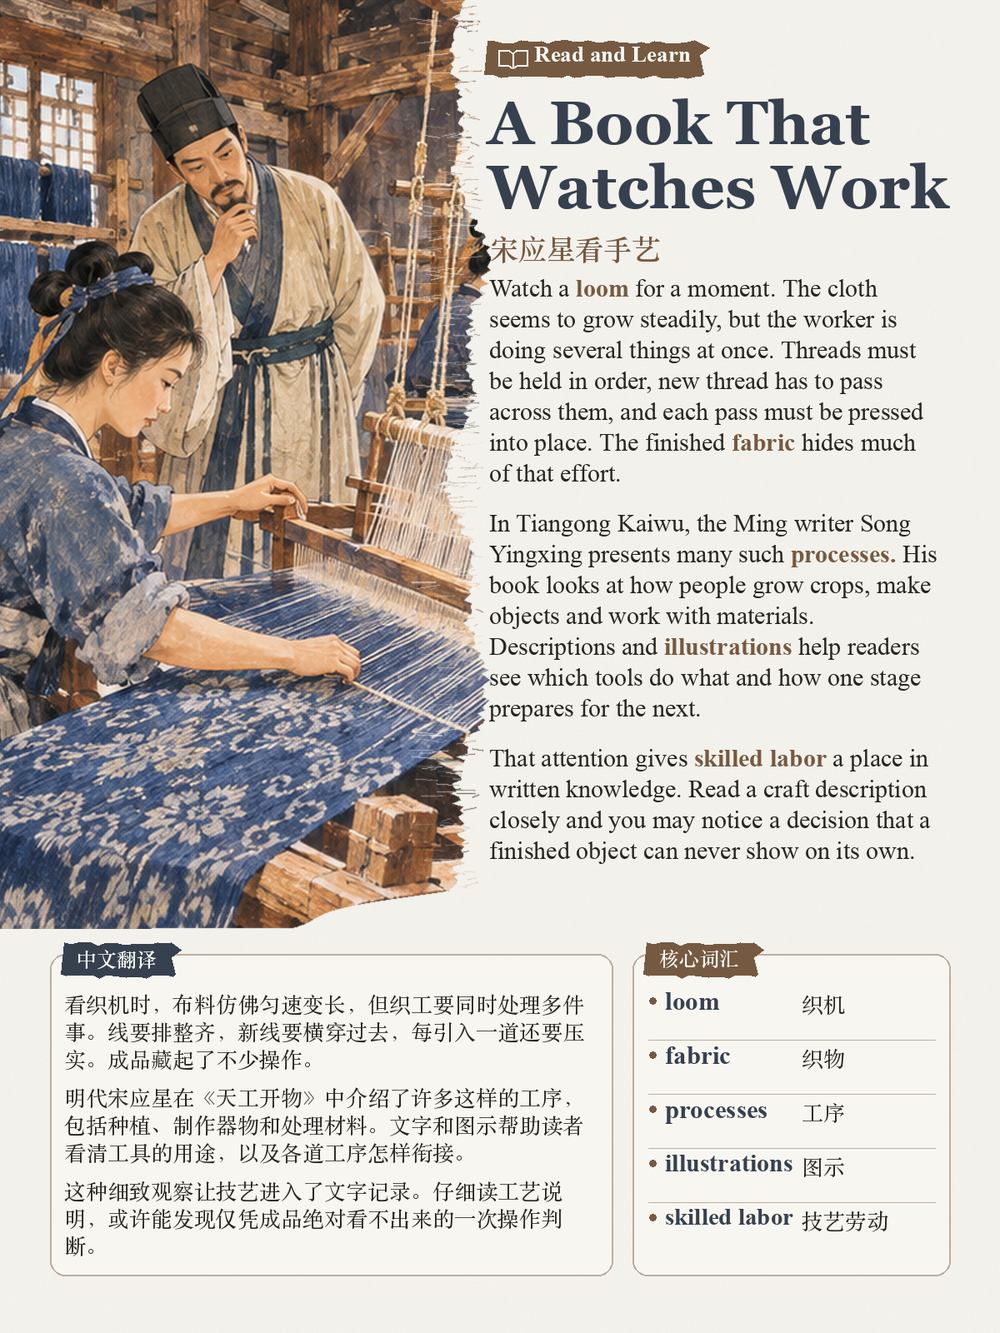 Read and Learn
A Book That
Watches Work
宋应星看手艺
Watch a loom for a moment. The cloth
seems to grow steadily, but the worker is
doing several things at once. Threads must
be held in order, new thread has to pass
across them, and each pass must be pressed
into place. The finished fabric hides much
of that effort.
In Tiangong Kaiwu, the Ming writer Song
Yingxing presents many such processes. His
book looks at how people grow crops, make
objects and work with materials.
Descriptions and illustrations help readers
see which tools do what and how one stage
prepares for the next.
That attention gives skilled labor a place in
written knowledge. Read a craft description
closely and you may notice a decision that a
finished object can never show on its own.
中文翻译
看织机时，布料仿佛匀速变长，但织工要同时处理多件
事。线要排整齐，新线要横穿过去，每引入一道还要压
实。成品藏起了不少操作。
明代宋应星在《天工开物》中介绍了许多这样的工序，
包括种植、制作器物和处理材料。文字和图示帮助读者
看清工具的用途，以及各道工序怎样衔接。
这种细致观察让技艺进入了文字记录。仔细读工艺说
明，或许能发现仅凭成品绝对看不出来的一次操作判
断。
核心词汇
loom 织机
fabric 织物
processes 工序
illustrations 图示
skilled labor 技艺劳动